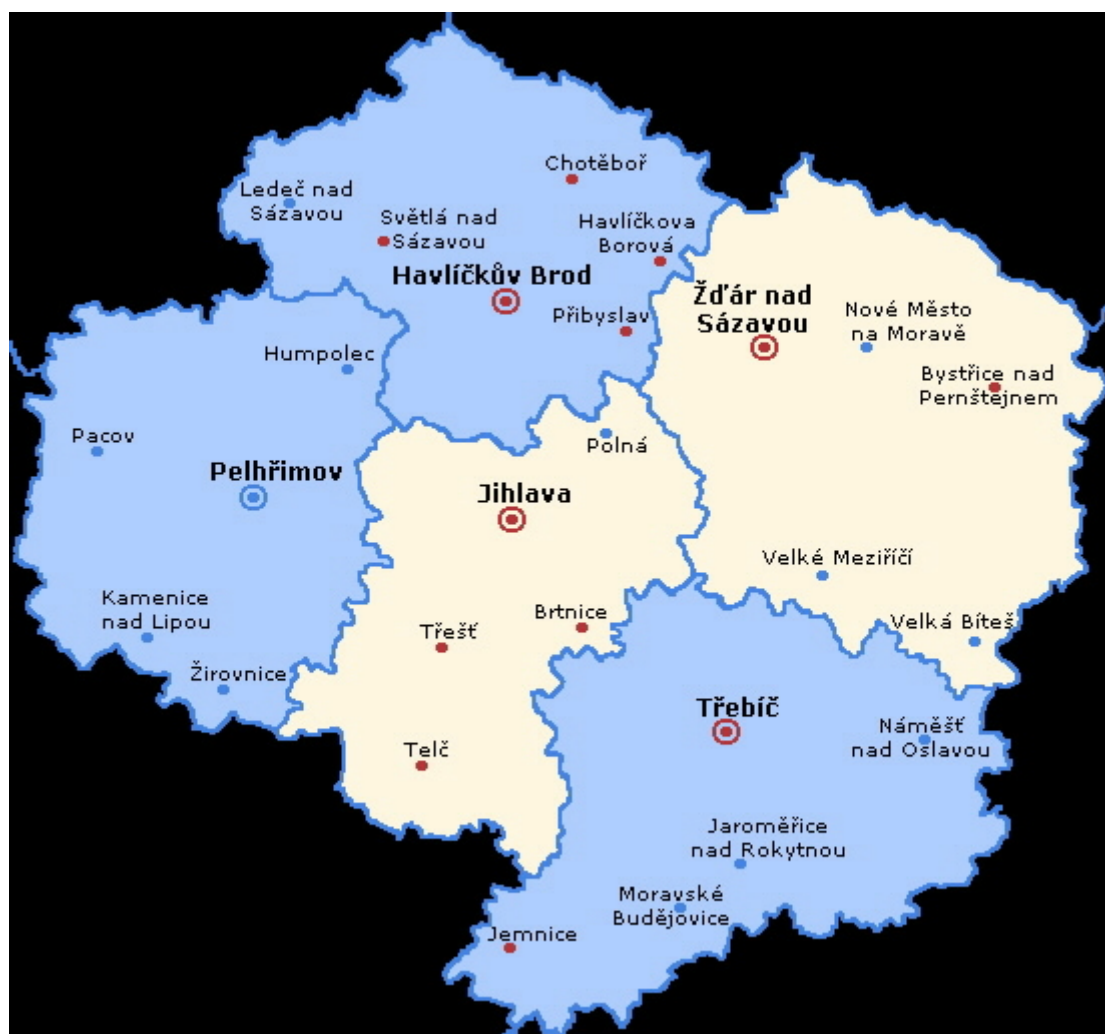 Chotěboř
Ledeč nad
Sázavou
Světlá nad
Sázavou
Havlíčkova
Borová
Havlíčkův Brod
Přibyslav
Žďár nad
Sázavou
Nové Město
na Moravě
Humpolec
Bystřice nad
Pernštejnem
Pacov
Polná
Pelhřimov
Jihlava
Velké Meziříčí
Kamenice
nad Lipou
Třešť
Brtnice
Velká Bíteš
Žirovnice
Třebíč
Náměšť
nad Oslavou
Telč
Jaroměřice
nad Rokytnou
Moravské
Budějovice
Jemnice